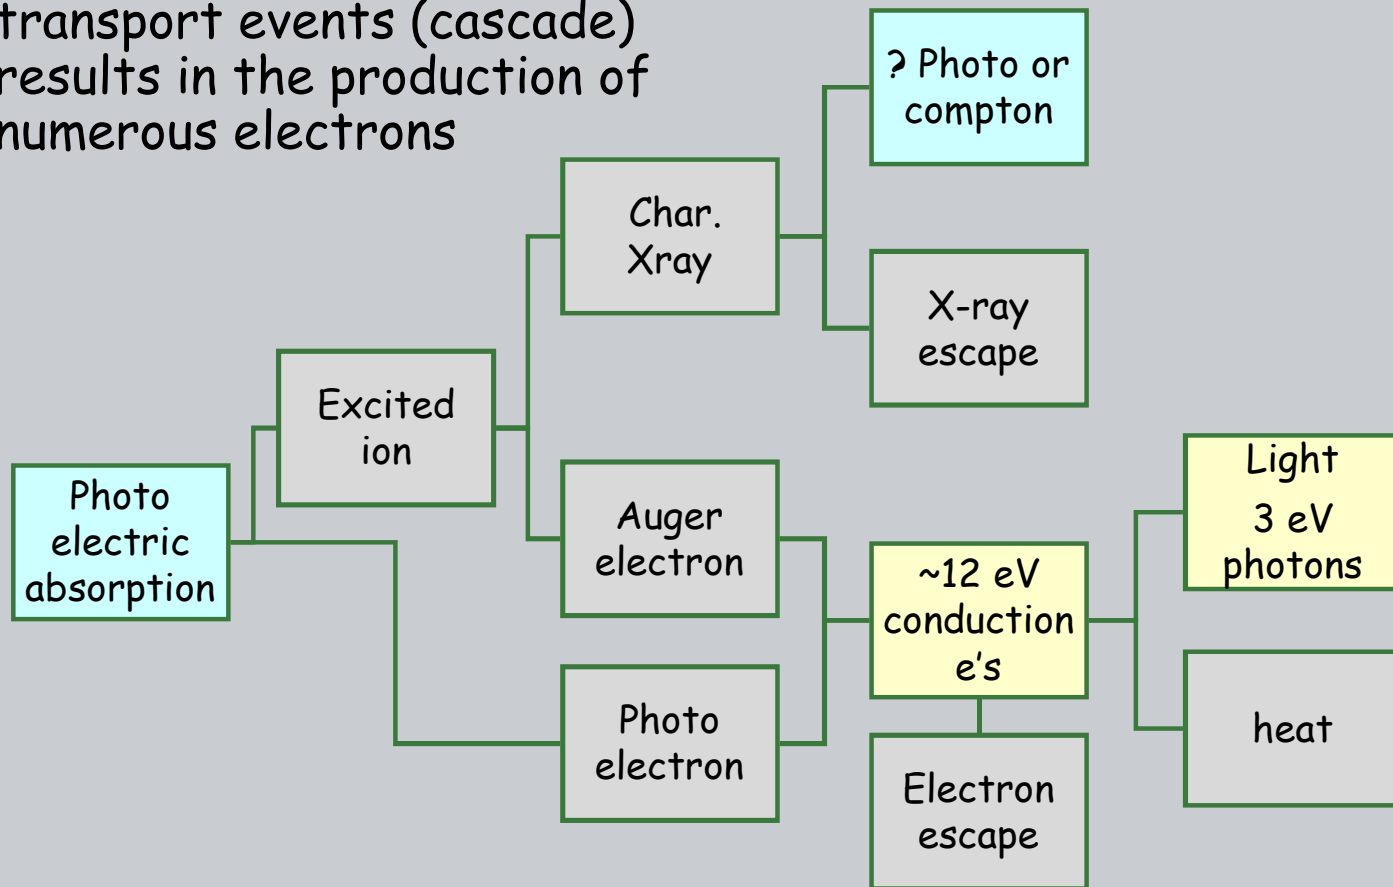 transport events (cascade)
results in the production of
numerous electrons
? Photo or
compton
Char.
Xray
X-ray
escape
Excited
ion
Photo
electric
absorption
Auger
electron
~12 eV
conduction
e's
Light
3 eV
photons
Photo
electron
heat
Electron
escape